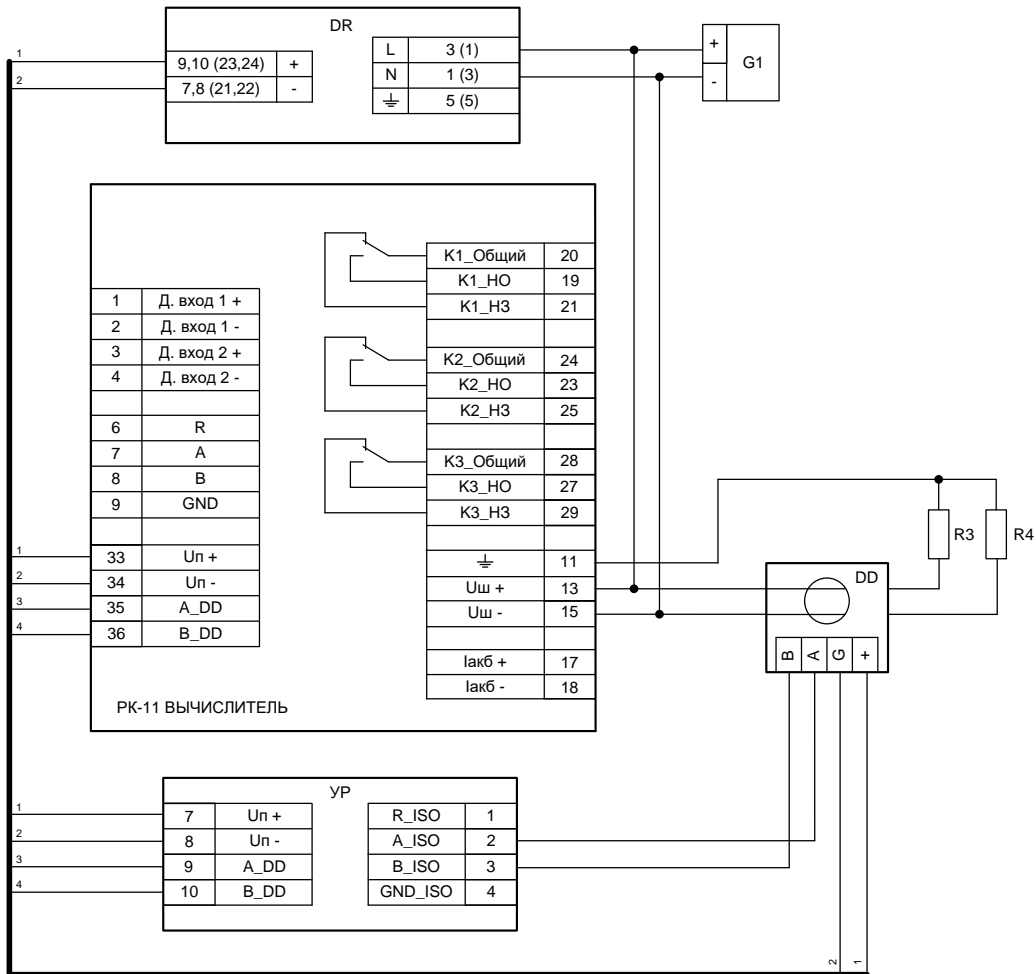 DR
1
9,10 (23,24) +
2
7,8 (21,22) -
L 3 (1)
N 1 (3)
5 (5)
+
-
G1
K1_Общий 20
K1_НО 19
K1_НЗ 21
K2_Общий 24
K2_НО 23
K2_НЗ 25
K3_Общий 28
K3_НО 27
K3_НЗ 29
11
Uш + 13
Uш - 15
Iакб + 17
Iакб - 18
1 Д. вход 1 +
2 Д. вход 1 -
3 Д. вход 2 +
4 Д. вход 2 -
6 R
7 A
8 B
9 GND
1 33 Uп +
2 34 Uп -
3 35 A_DD
4 36 B_DD
РК-11 ВЫЧИСЛИТЕЛЬ
R3
R4
DD
B A G +
УР
1 7 Uп +
2 8 Uп -
3 9 A_DD
4 10 B_DD
R_ISO 1
A_ISO 2
B_ISO 3
GND_ISO 4
2 1